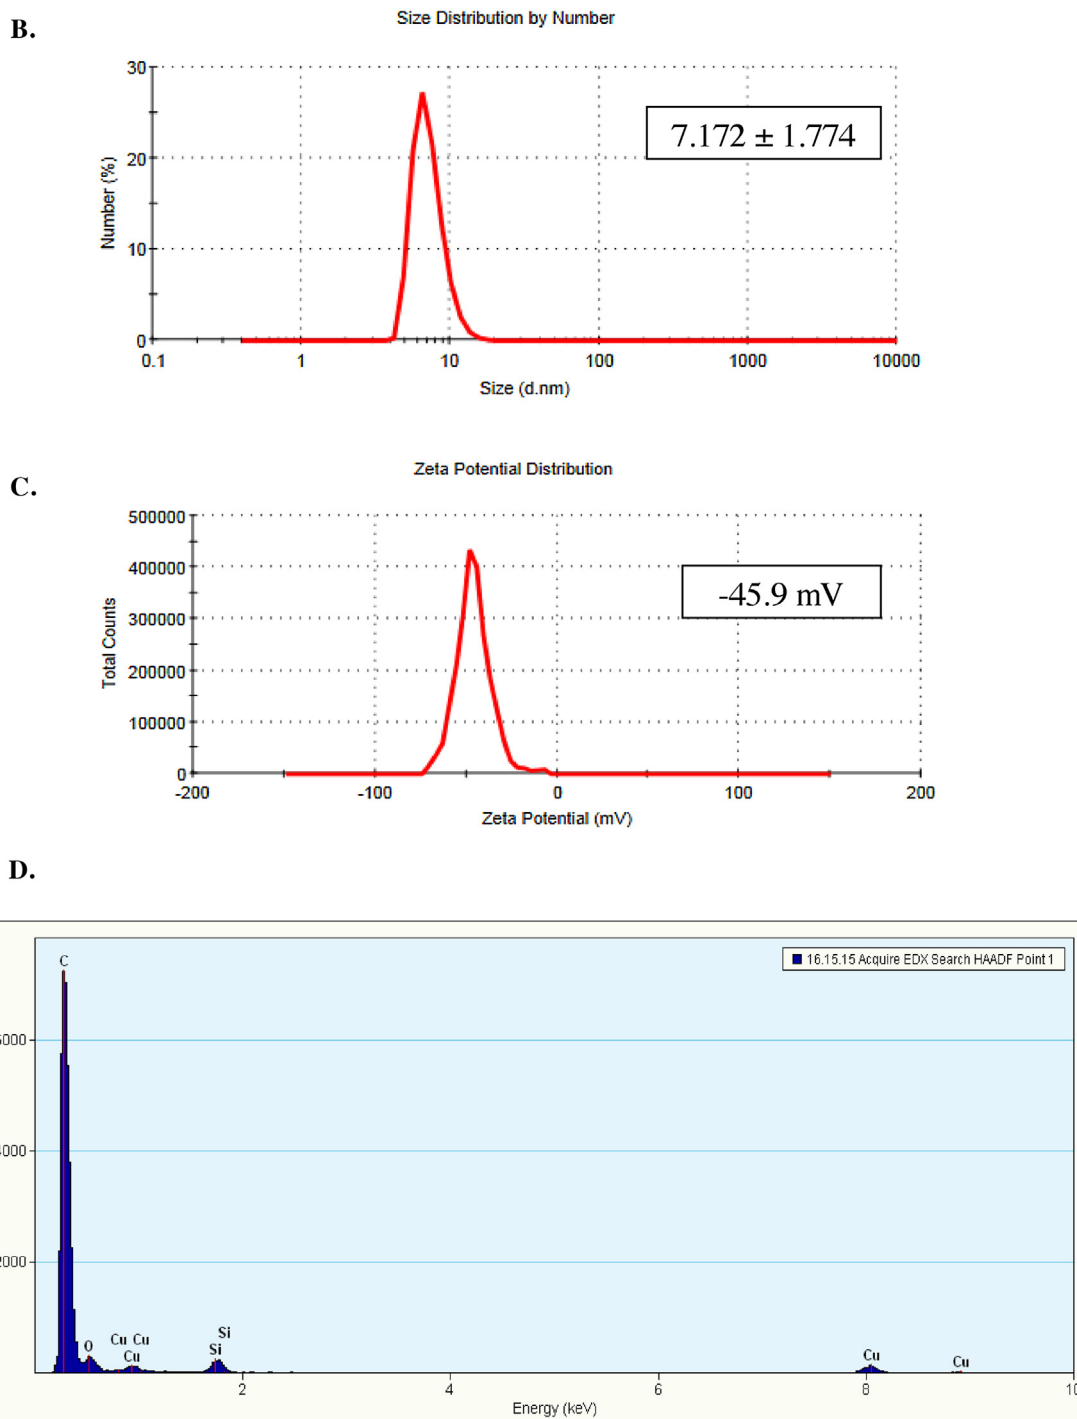 B.
Size Distribution by Number
30
20
10
0
Number (%)
7.172 ± 1.774
0.1 1 10 100 1000 10000
Size (d.nm)
C.
Zeta Potential Distribution
500000
400000
300000
200000
100000
0
Total Counts
-45.9 mV
-200 -100 0 100 200
Zeta Potential (mV)
D.
16.15.15 Acquire EDX Search HAADF Point 1
C
O
Cu Cu
Cu
Si
Si
Cu
Cu
2 4 6 8 10
Energy (keV)